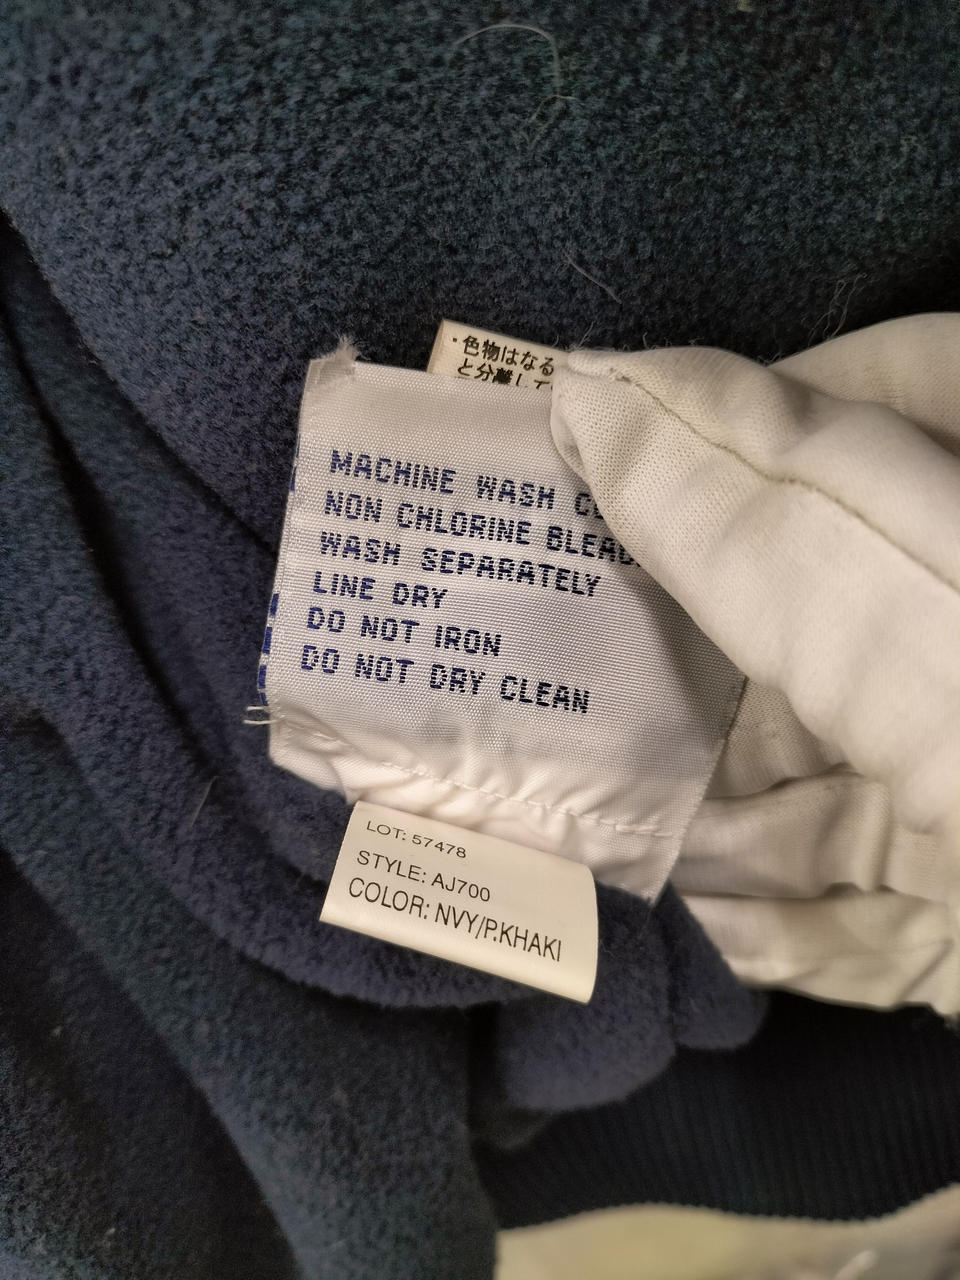 ・色物はなる
と分離して
MACHINE WASH
NON CHLORINE BLEAC
WASH SEPARATELY
LINE DRY
DO NOT IRON
DO NOT DRY CLEAN
LOT: 57478
STYLE: AJ700
COLOR: NVY/P.KHAKI